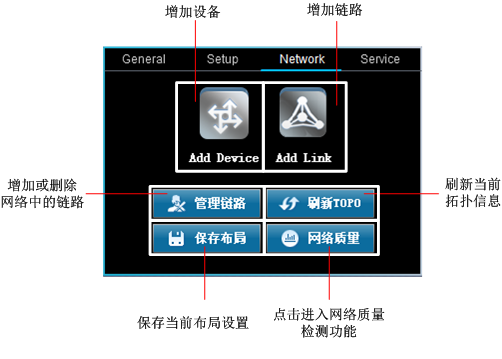 增加设备
增加链路
General Setup Network Service
Add Device Add Link
增加或删除
网络中的链路
管理链路 刷新TOPO
刷新当前
拓扑信息
保存布局 网络质量
保存当前布局设置
点击进入网络质量
检测功能